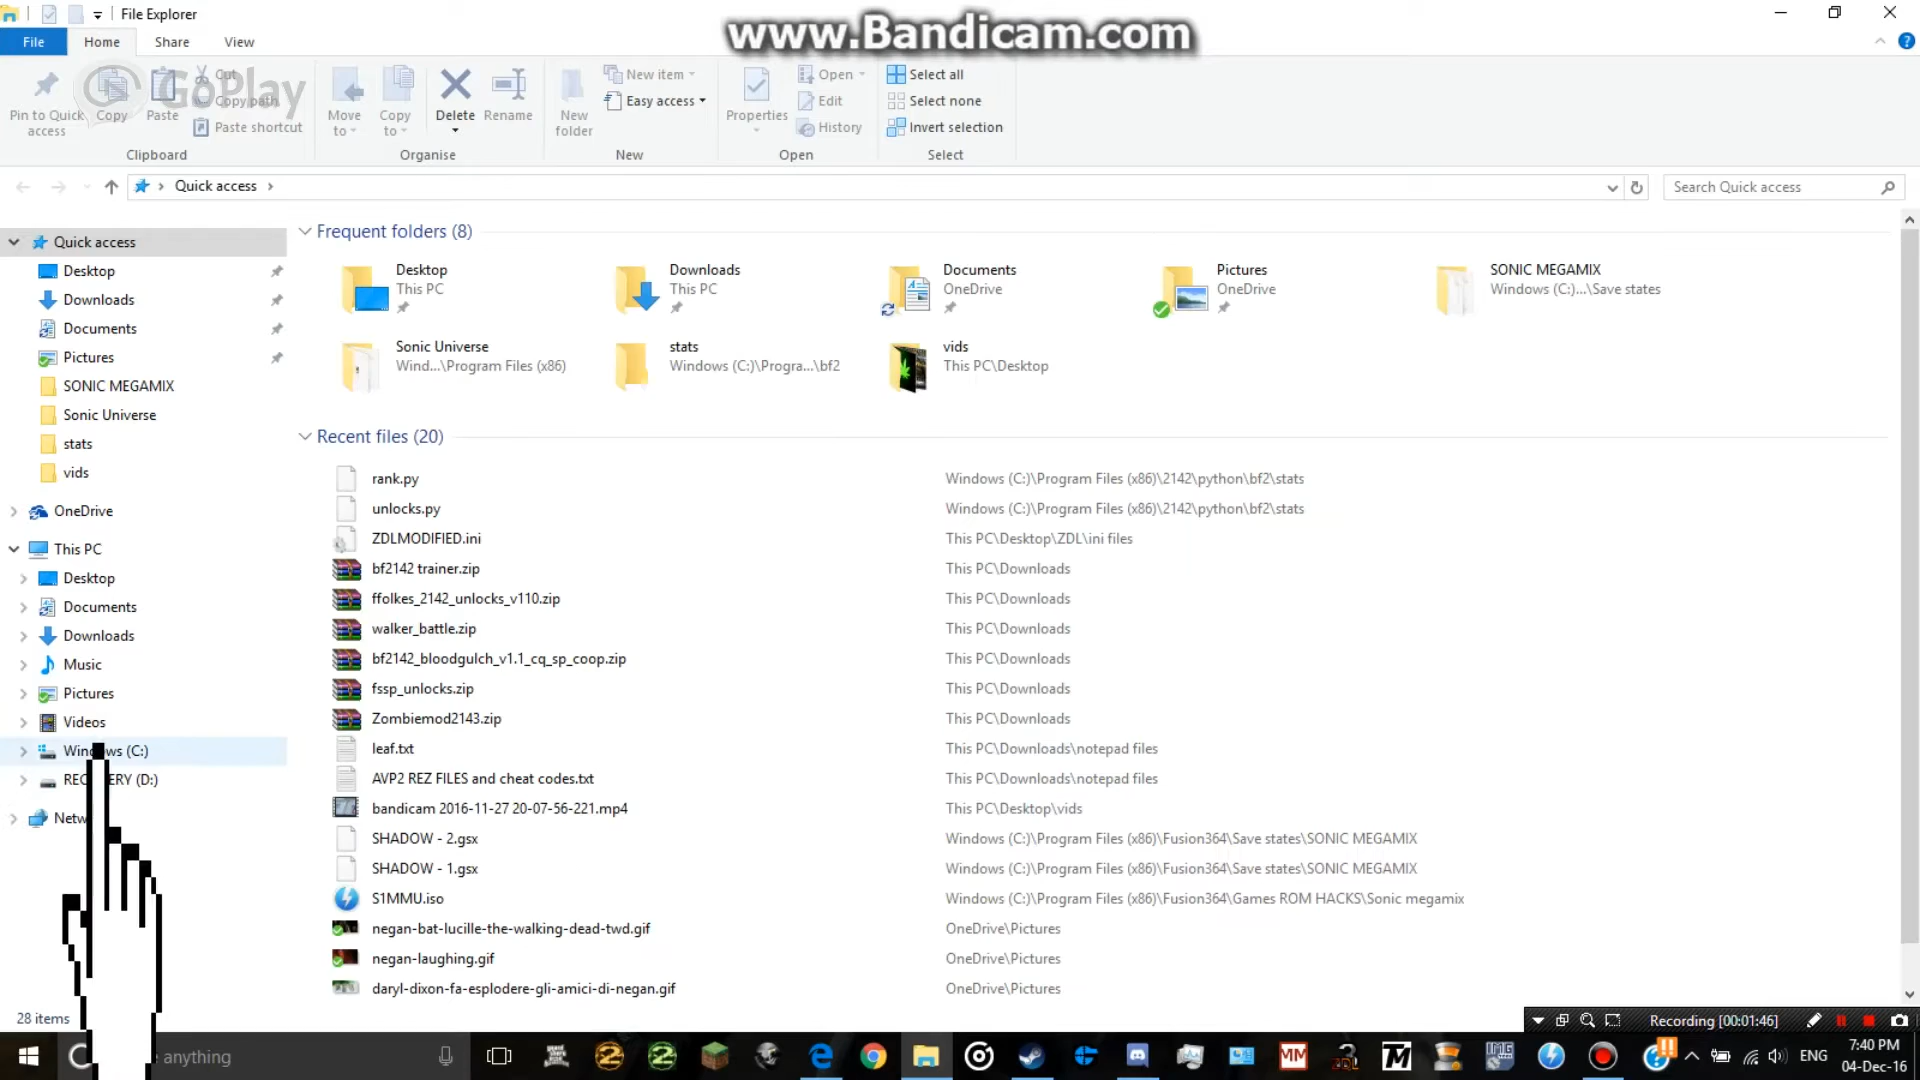 File Explorer
www.Bandicam.com
File
Home
Share
View
GoPlay
Pin to Quick access
Copy
Paste
Cut
Copy path
Paste shortcut
Clipboard
Move to
Copy to
Delete
Rename
Organise
New folder
New item
Easy access
New
Properties
Open
Edit
History
Open
Select all
Select none
Invert selection
Select
Quick access
Search Quick access
Quick access
Desktop
Downloads
Documents
Pictures
SONIC MEGAMIX
Sonic Universe
stats
vids
OneDrive
This PC
Desktop
Documents
Downloads
Music
Pictures
Videos
Windows (C:)
RECOVERY (D:)
Netw
28 items
Frequent folders (8)
Desktop
This PC
Downloads
This PC
Documents
OneDrive
Pictures
OneDrive
SONIC MEGAMIX
Windows (C:)...\Save states
Sonic Universe
Wind...\Program Files (x86)
stats
Windows (C:)\Progra...\bf2
vids
This PC\Desktop
Recent files (20)
rank.py Windows (C:)\Program Files (x86)\2142\python\bf2\stats
unlocks.py Windows (C:)\Program Files (x86)\2142\python\bf2\stats
ZDLMODIFIED.ini This PC\Desktop\ZDL\ini files
bf2142 trainer.zip This PC\Downloads
ffolkes_2142_unlocks_v110.zip This PC\Downloads
walker_battle.zip This PC\Downloads
bf2142_bloodgulch_v1.1_cq_sp_coop.zip This PC\Downloads
fssp_unlocks.zip This PC\Downloads
Zombiemod2143.zip This PC\Downloads
leaf.txt This PC\Downloads\notepad files
AVP2 REZ FILES and cheat codes.txt This PC\Downloads\notepad files
bandicam 2016-11-27 20-07-56-221.mp4 This PC\Desktop\vids
SHADOW - 2.gsx Windows (C:)\Program Files (x86)\Fusion364\Save states\SONIC MEGAMIX
SHADOW - 1.gsx Windows (C:)\Program Files (x86)\Fusion364\Save states\SONIC MEGAMIX
S1MMU.iso Windows (C:)\Program Files (x86)\Fusion364\Games ROM HACKS\Sonic megamix
negan-bat-lucille-the-walking-dead-twd.gif OneDrive\Pictures
negan-laughing.gif OneDrive\Pictures
daryl-dixon-fa-esplodere-gli-amici-di-negan.gif OneDrive\Pictures
Recording [00:01:46]
anything
MM
ENG
7:40 PM
04-Dec-16